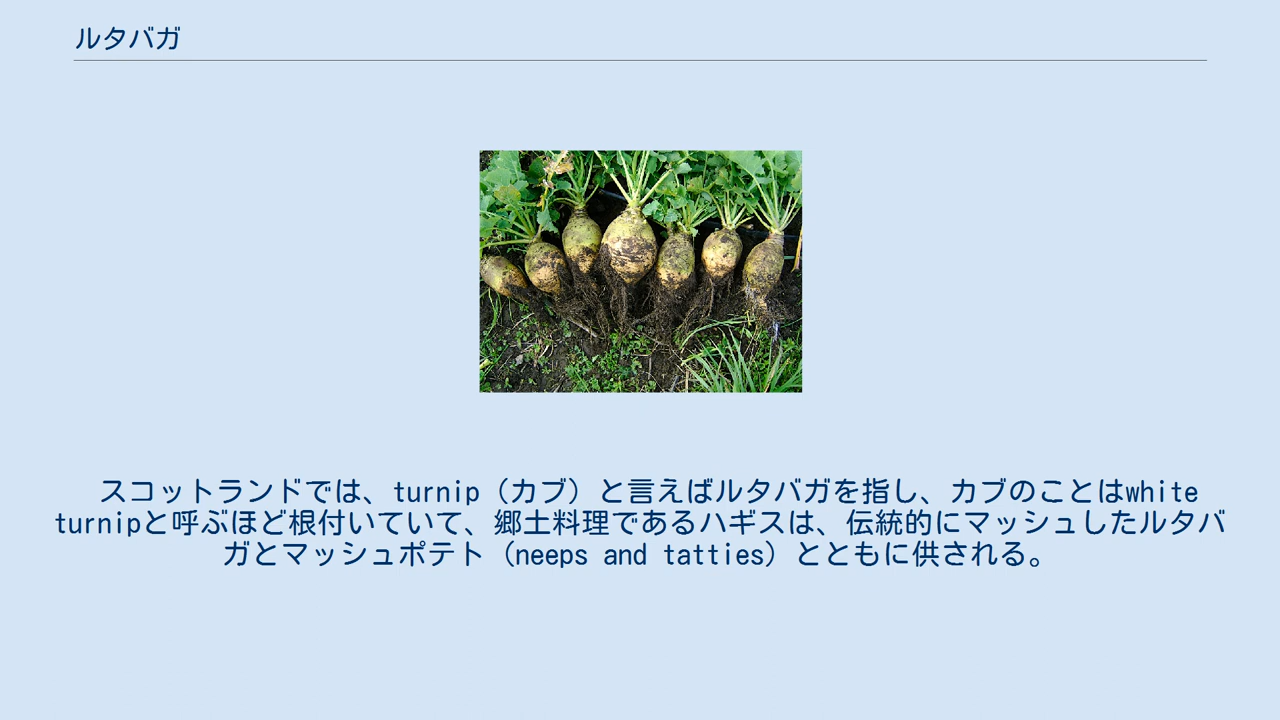 ルタバガ
スコットランドでは、turnip（カブ）と言えばルタバガを指し、カブのことはwhite
turnipと呼ぶほど根付いていて、郷土料理であるハギスは、伝統的にマッシュしたルタバ
ガとマッシュポテト（neeps and tatties）とともに供される。